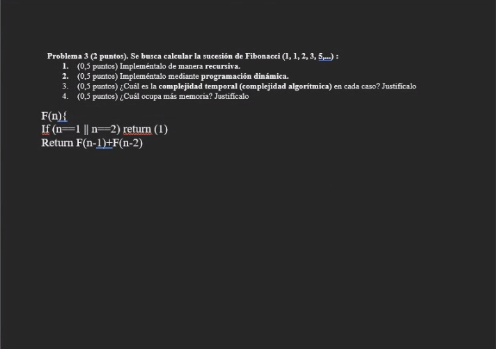 Problema 3 (2 puntos). Se busca calcular la sucesión de Fibonacci (1, 1, 2, 3, 5,...) :
1. (0,5 puntos) Impleméntalo de manera recursiva.
2. (0,5 puntos) Impleméntalo mediante programación dinámica.
3. (0,5 puntos) ¿Cuál es la complejidad temporal (complejidad algorítmica) en cada caso? Justifícalo
4. (0,5 puntos) ¿Cuál ocupa más memoria? Justifícalo
F(n){
If (n==1 || n==2) return (1)
Return F(n-1)+F(n-2)